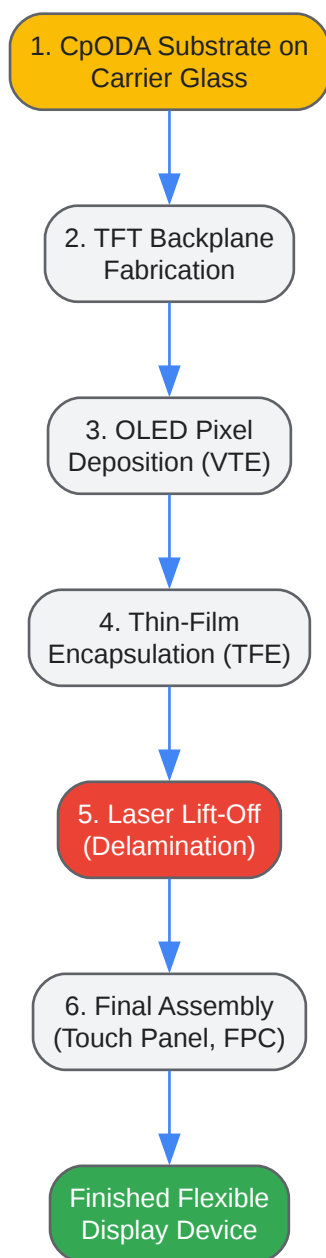 1. CpODA Substrate on
Carrier Glass
2. TFT Backplane
Fabrication
3. OLED Pixel
Deposition (VTE)
4. Thin-Film
Encapsulation (TFE)
5. Laser Lift-Off
(Delamination)
6. Final Assembly
(Touch Panel, FPC)
Finished Flexible
Display Device